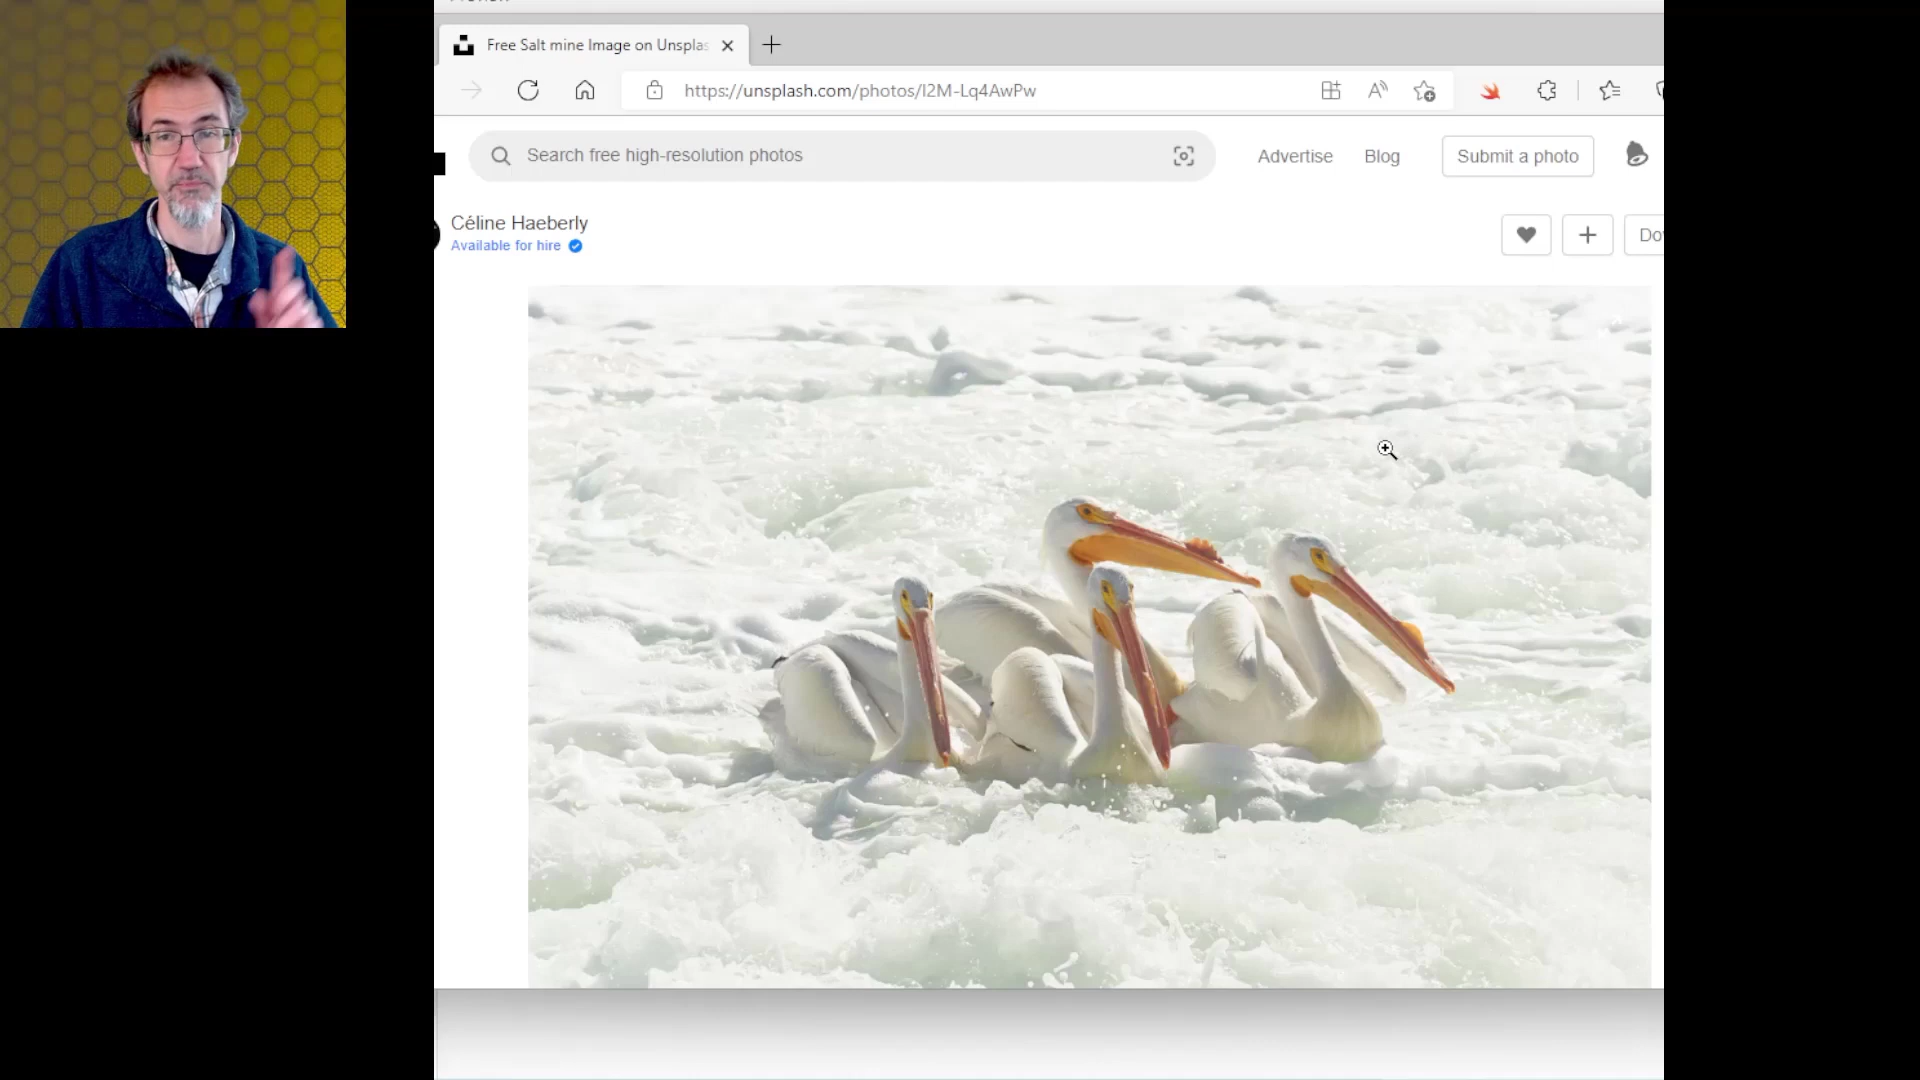 Free Salt mine Image on Unsplas
https://unsplash.com/photos/I2M-Lq4AwPw
Search free high-resolution photos
Advertise
Blog
Submit a photo
Céline Haeberly
Available for hire
Do